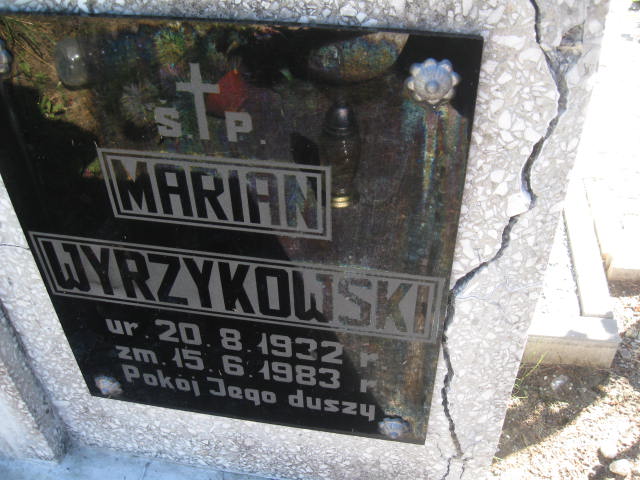 Ś. P.
MARIAN
WYRZYKOWSKI
ur. 20. 8. 1932 r
zm. 15. 6. 1983 r
Pokój Jego duszy